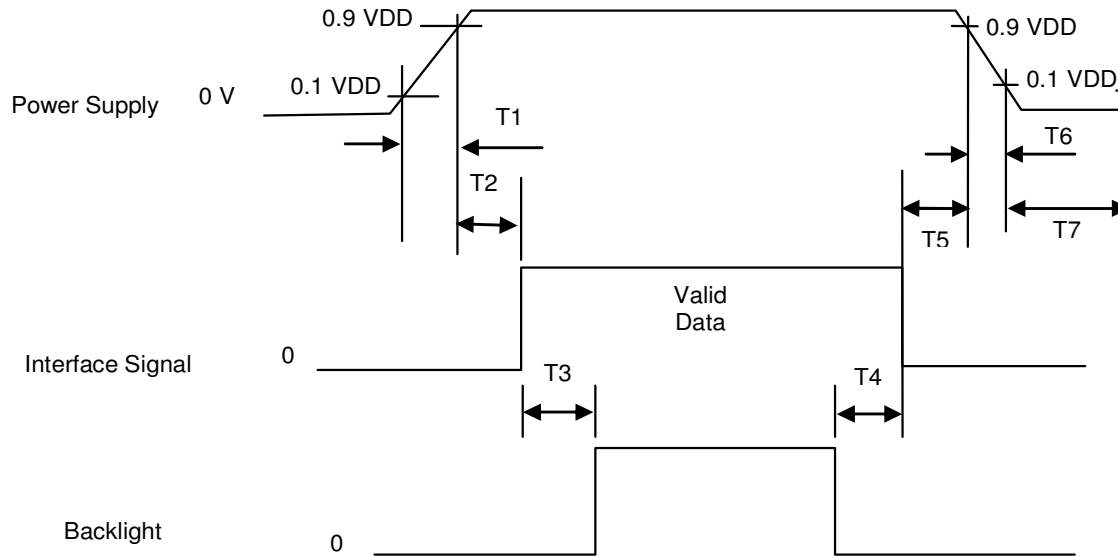 0.9 VDD
0.9 VDD
0.1 VDD
0.1 VDD
Power Supply
0 V
T1
T6
T2
T5
T7
Valid
Data
Interface Signal
0
T3
T4
Backlight
0